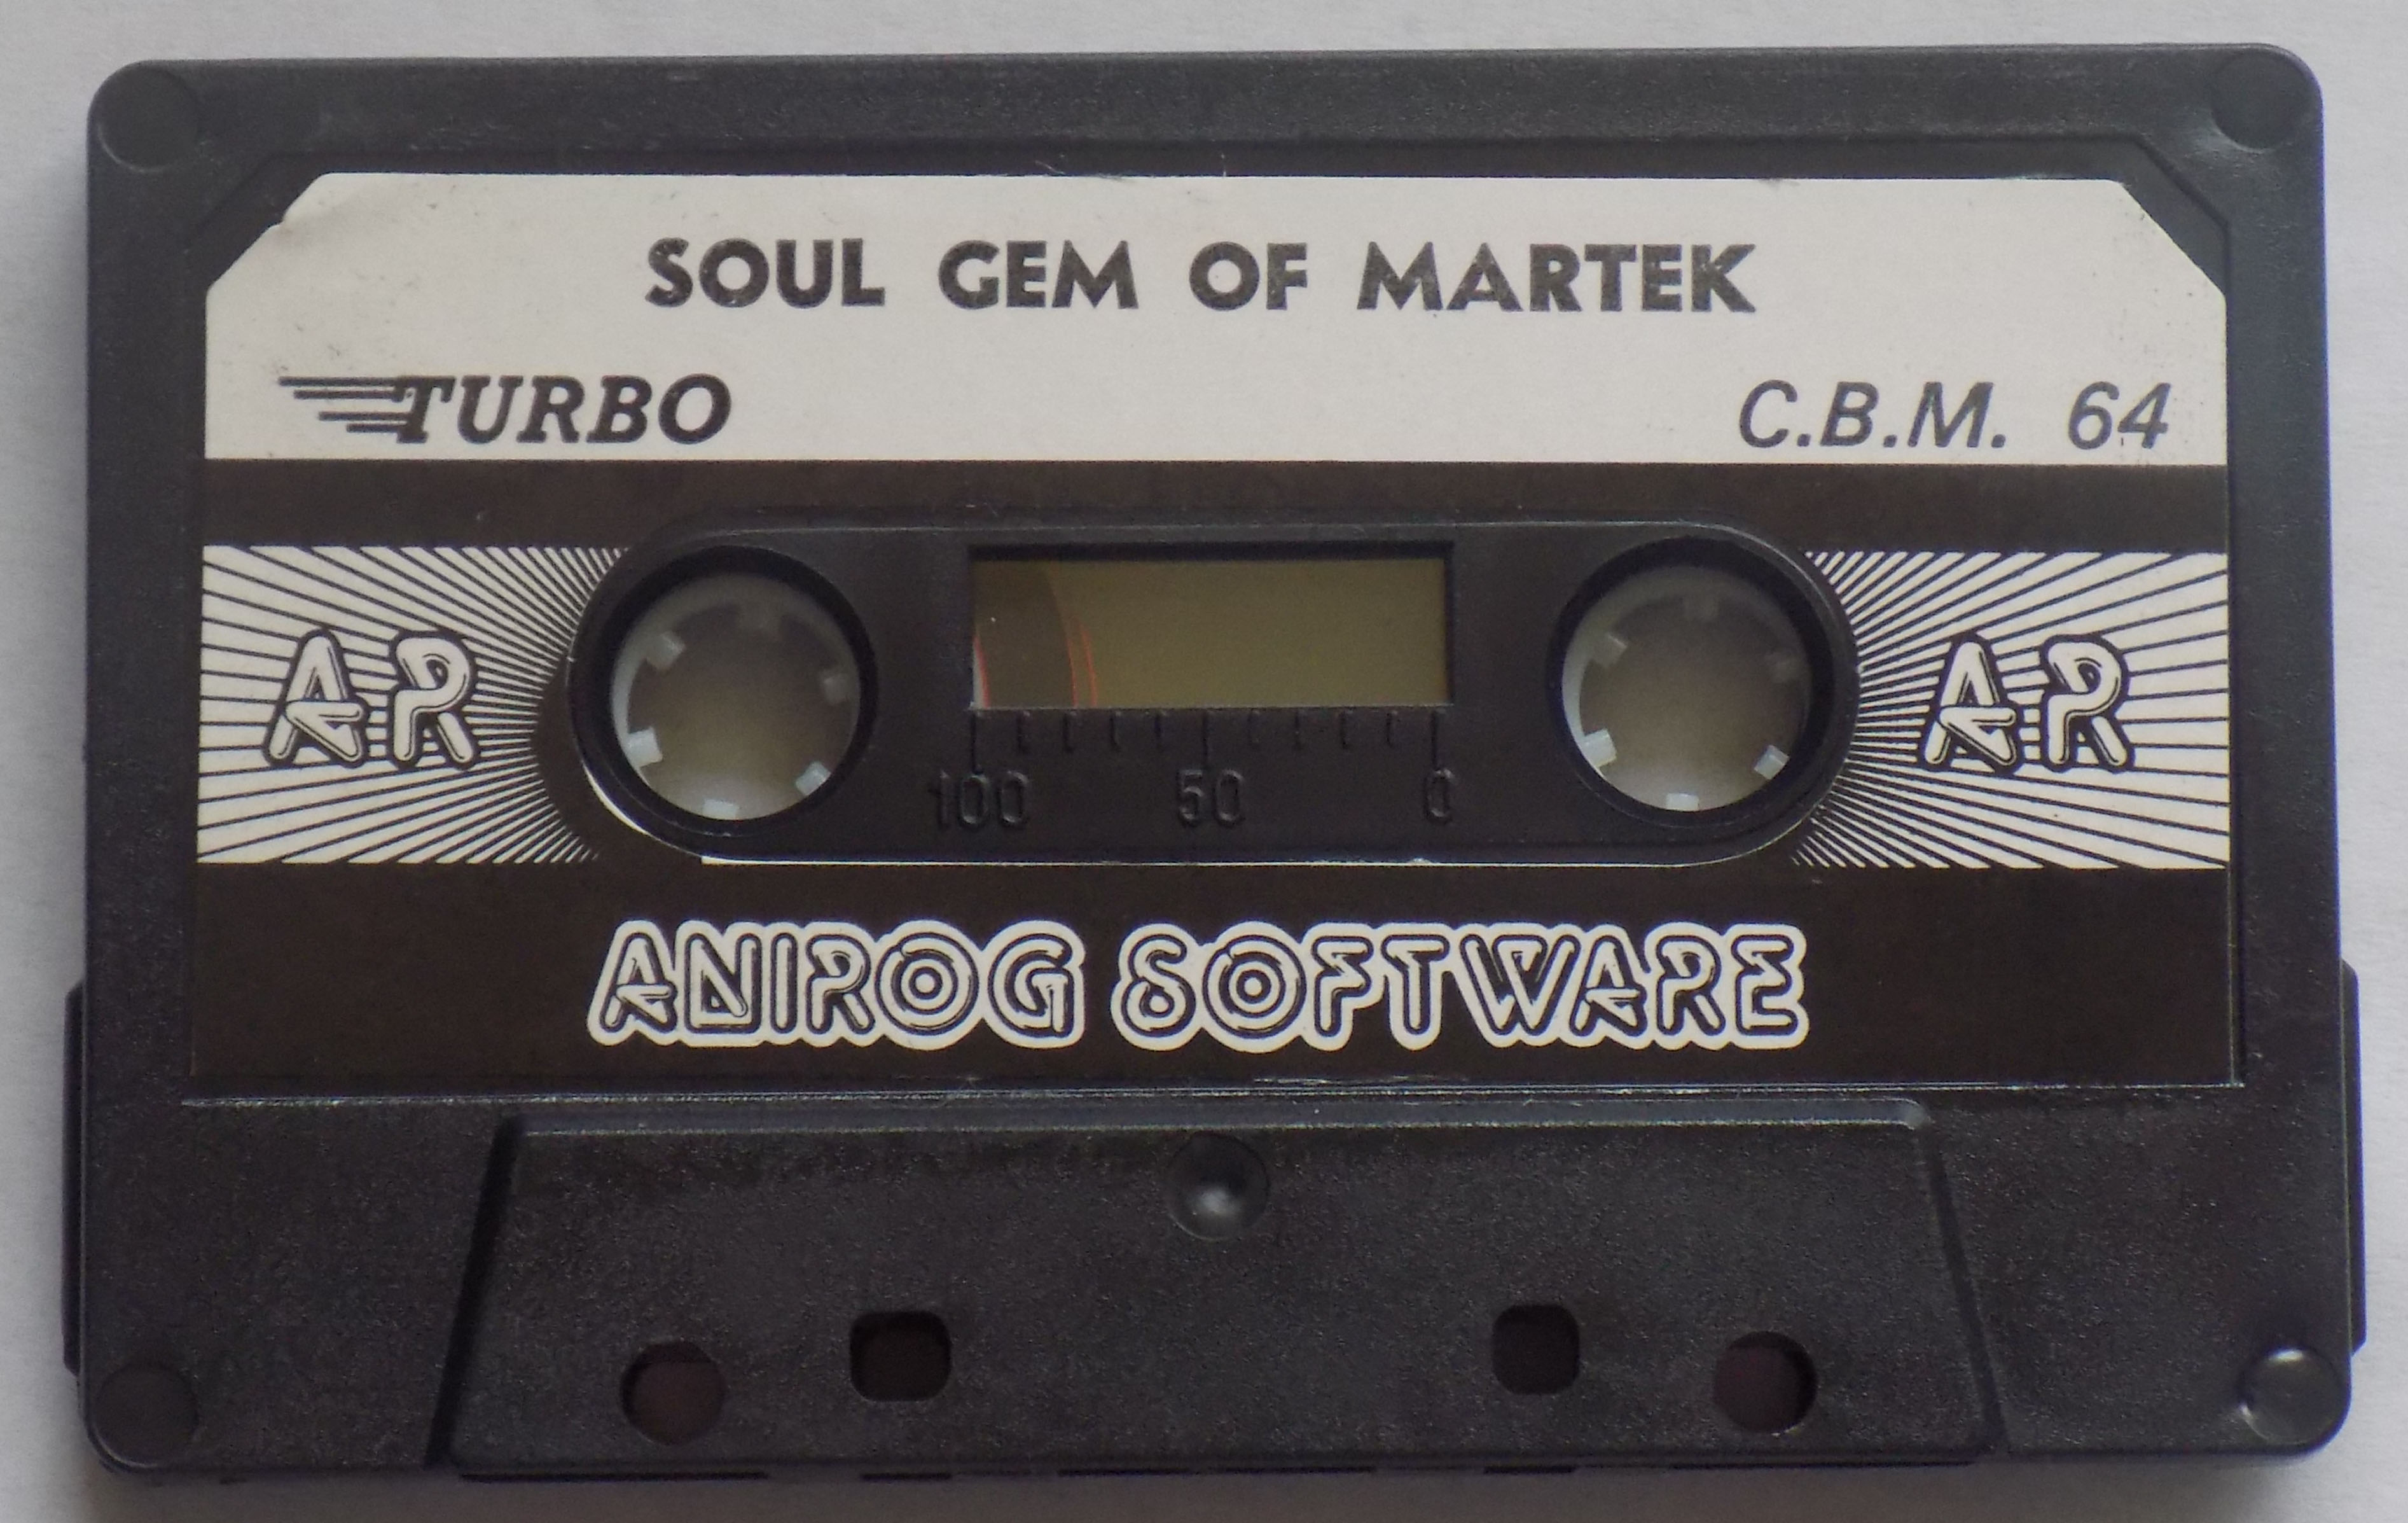 SOUL GEM OF MARTEK
TURBO C.B.M. 64
AR AR
100 50 0
ANIROG SOFTWARE